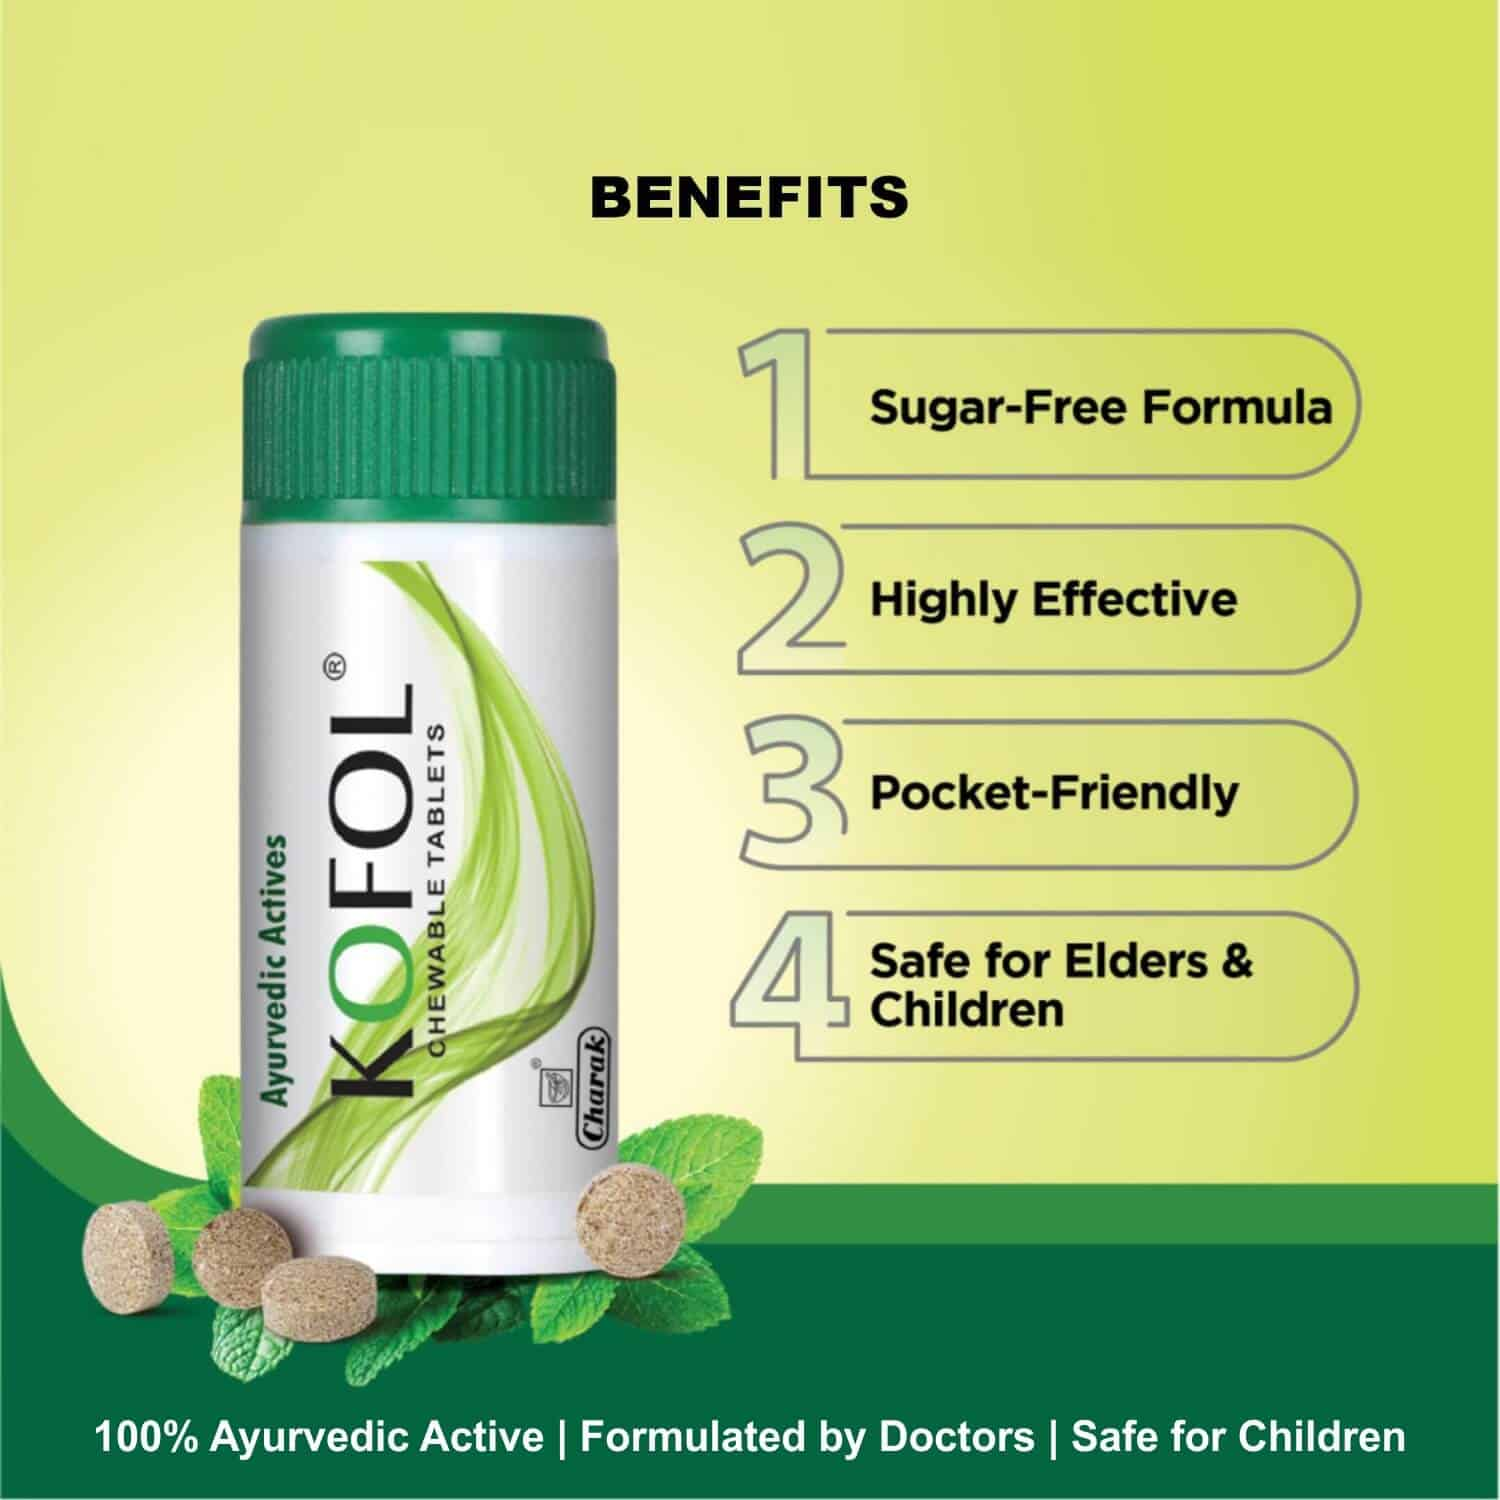 BENEFITS
Ayurvedic Actives
KOFOL®
CHEWABLE TABLETS
®
Charak
1
Sugar-Free Formula
2
Highly Effective
3
Pocket-Friendly
4
Safe for Elders &
Children
100% Ayurvedic Active | Formulated by Doctors | Safe for Children